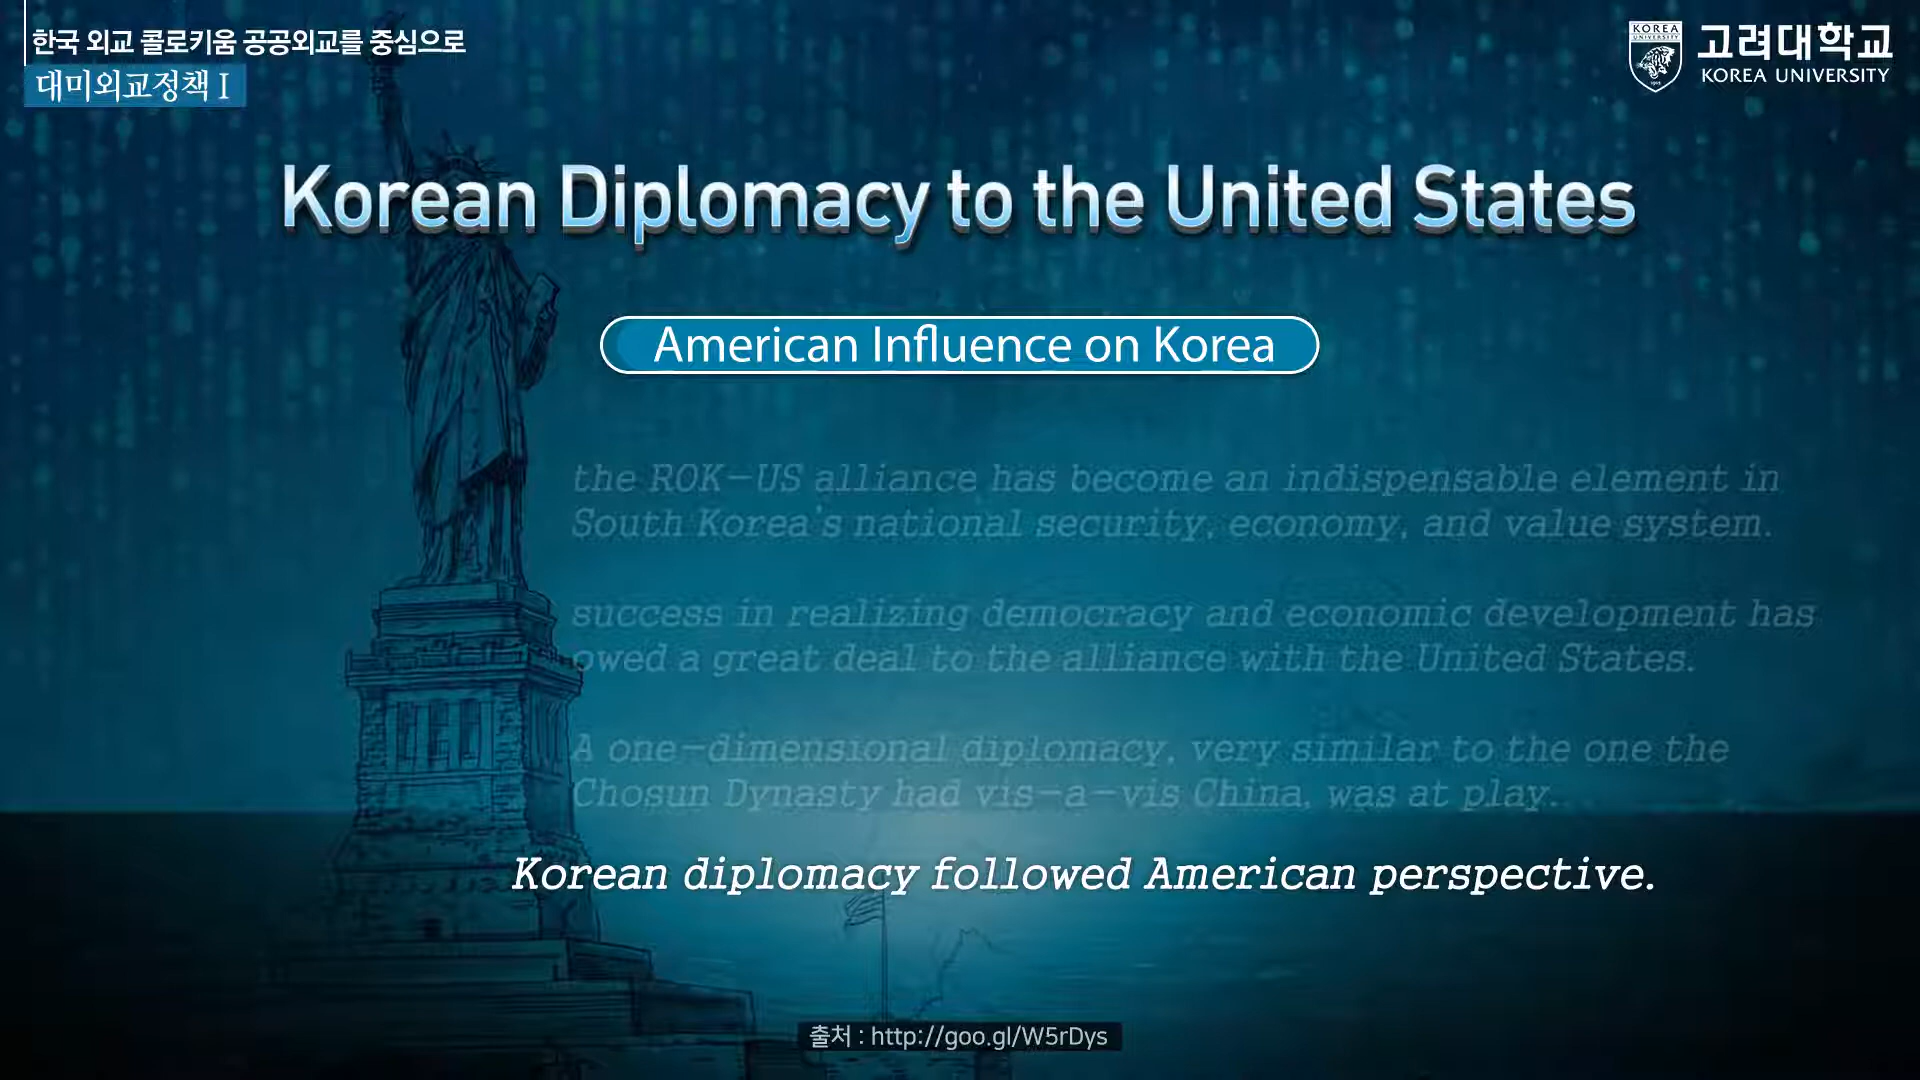 한국 외교 콜로키움 공공외교를 중심으로
대미외교정책 I
KOREA
UNIVERSITY
고려대학교
KOREA UNIVERSITY
Korean Diplomacy to the United States
American Influence on Korea
the ROK-US alliance has become an indispensable element in
South Korea's national security, economy, and value system.
success in realizing democracy and economic development has
owed a great deal to the alliance with the United States.
A one-dimensional diplomacy, very similar to the one the
Chosun Dynasty had vis-a-vis China, was at play.
Korean diplomacy followed American perspective.
출처 : http://goo.gl/W5rDys